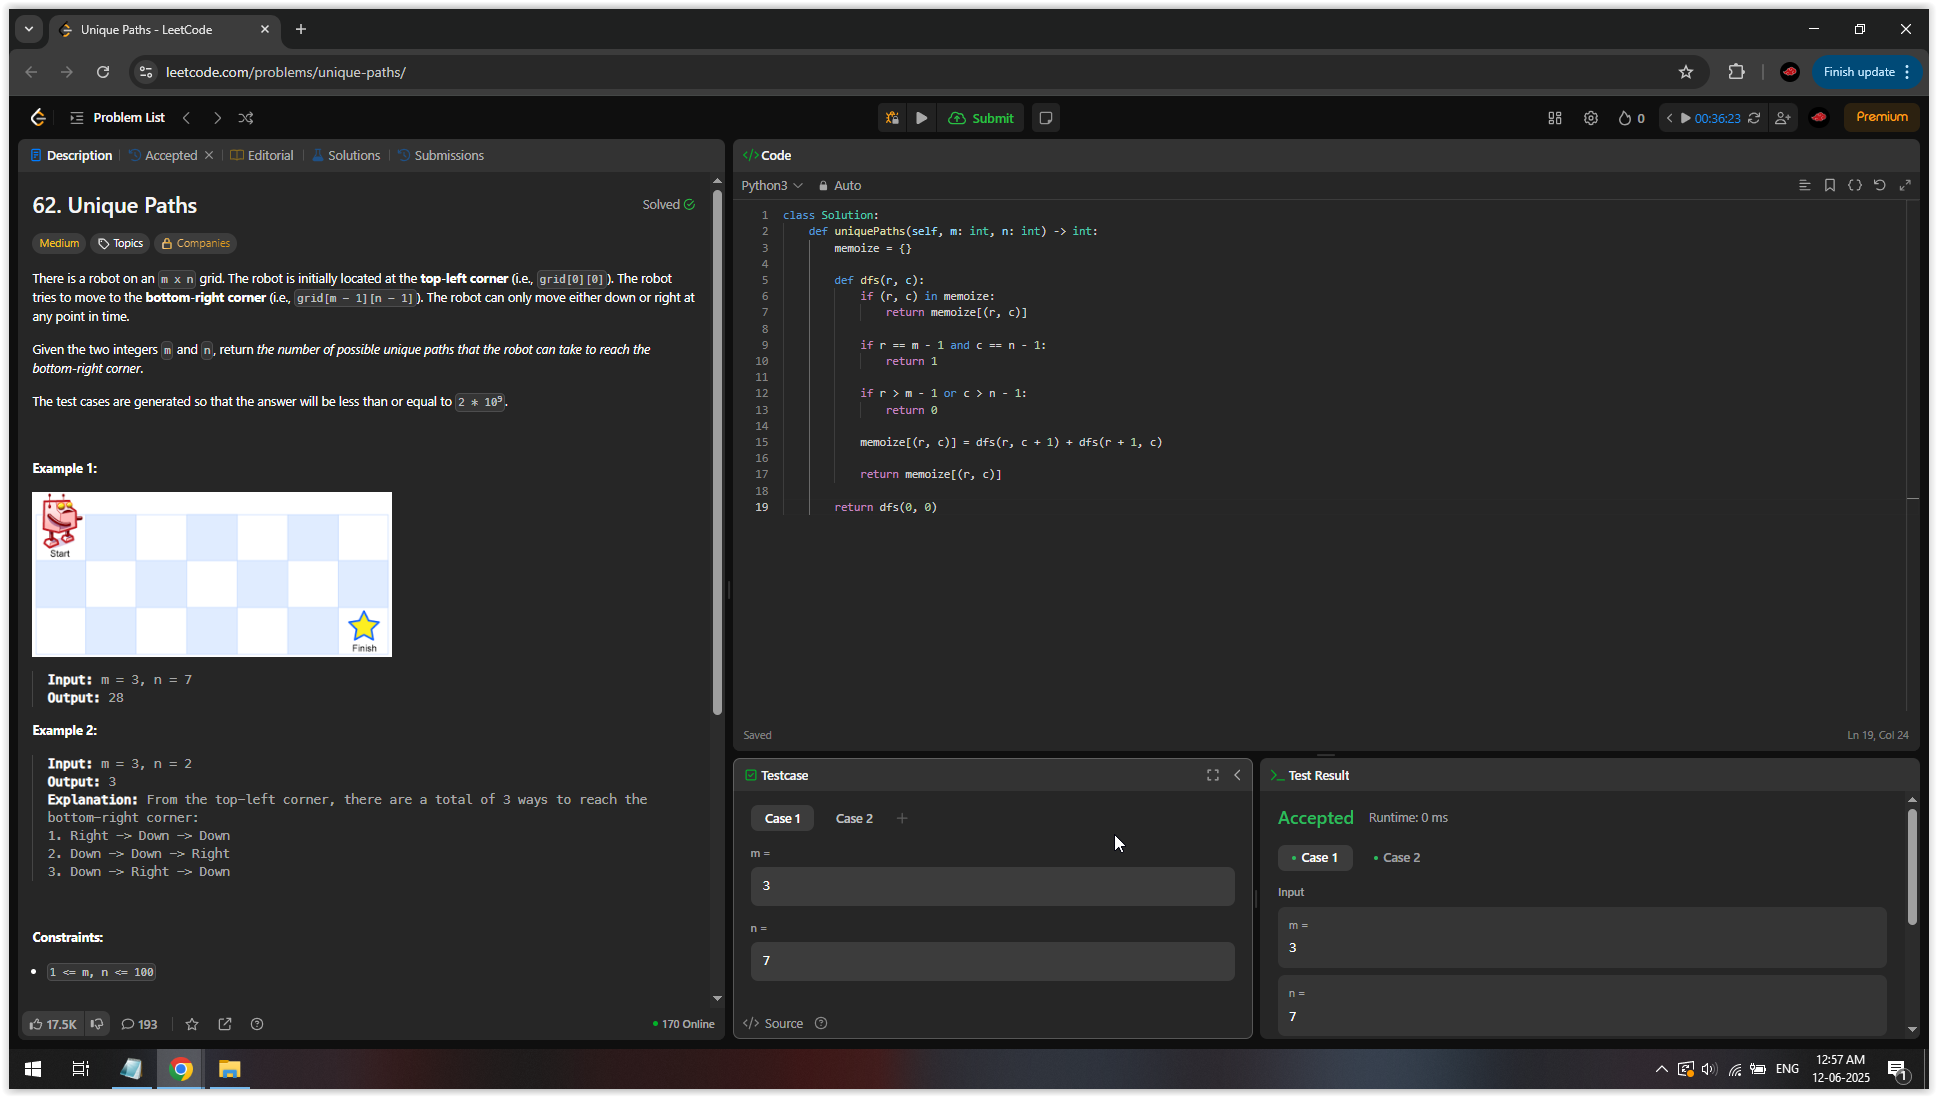 Unique Paths - LeetCode
leetcode.com/problems/unique-paths/
Finish update
Problem List
Submit
0
00:36:23
Premium
Description
Accepted
Editorial
Solutions
Submissions
62. Unique Paths
Solved
Medium
Topics
Companies
There is a robot on an m x n grid. The robot is initially located at the top-left corner (i.e., grid[0][0]). The robot
tries to move to the bottom-right corner (i.e., grid[m - 1][n - 1]). The robot can only move either down or right at
any point in time.
Given the two integers m and n, return the number of possible unique paths that the robot can take to reach the
bottom-right corner.
The test cases are generated so that the answer will be less than or equal to 2 * 10⁹.
Example 1:
Start
Finish
Input: m = 3, n = 7
Output: 28
Example 2:
Input: m = 3, n = 2
Output: 3
Explanation: From the top-left corner, there are a total of 3 ways to reach the
bottom-right corner:
1. Right -> Down -> Down
2. Down -> Down -> Right
3. Down -> Right -> Down
Constraints:
• 1 <= m, n <= 100
17.5K
193
170 Online
</> Code
Python3
Auto
1 class Solution:
2     def uniquePaths(self, m: int, n: int) -> int:
3         memoize = {}
4
5         def dfs(r, c):
6             if (r, c) in memoize:
7                 return memoize[(r, c)]
8
9             if r == m - 1 and c == n - 1:
10                 return 1
11
12             if r > m - 1 or c > n - 1:
13                 return 0
14
15             memoize[(r, c)] = dfs(r, c + 1) + dfs(r + 1, c)
16
17             return memoize[(r, c)]
18
19         return dfs(0, 0)
Saved
Ln 19, Col 24
Testcase
Case 1
Case 2
m =
3
n =
7
</> Source
Test Result
Accepted
Runtime: 0 ms
Case 1
Case 2
Input
m =
3
n =
7
ENG
12:57 AM
12-06-2025
1